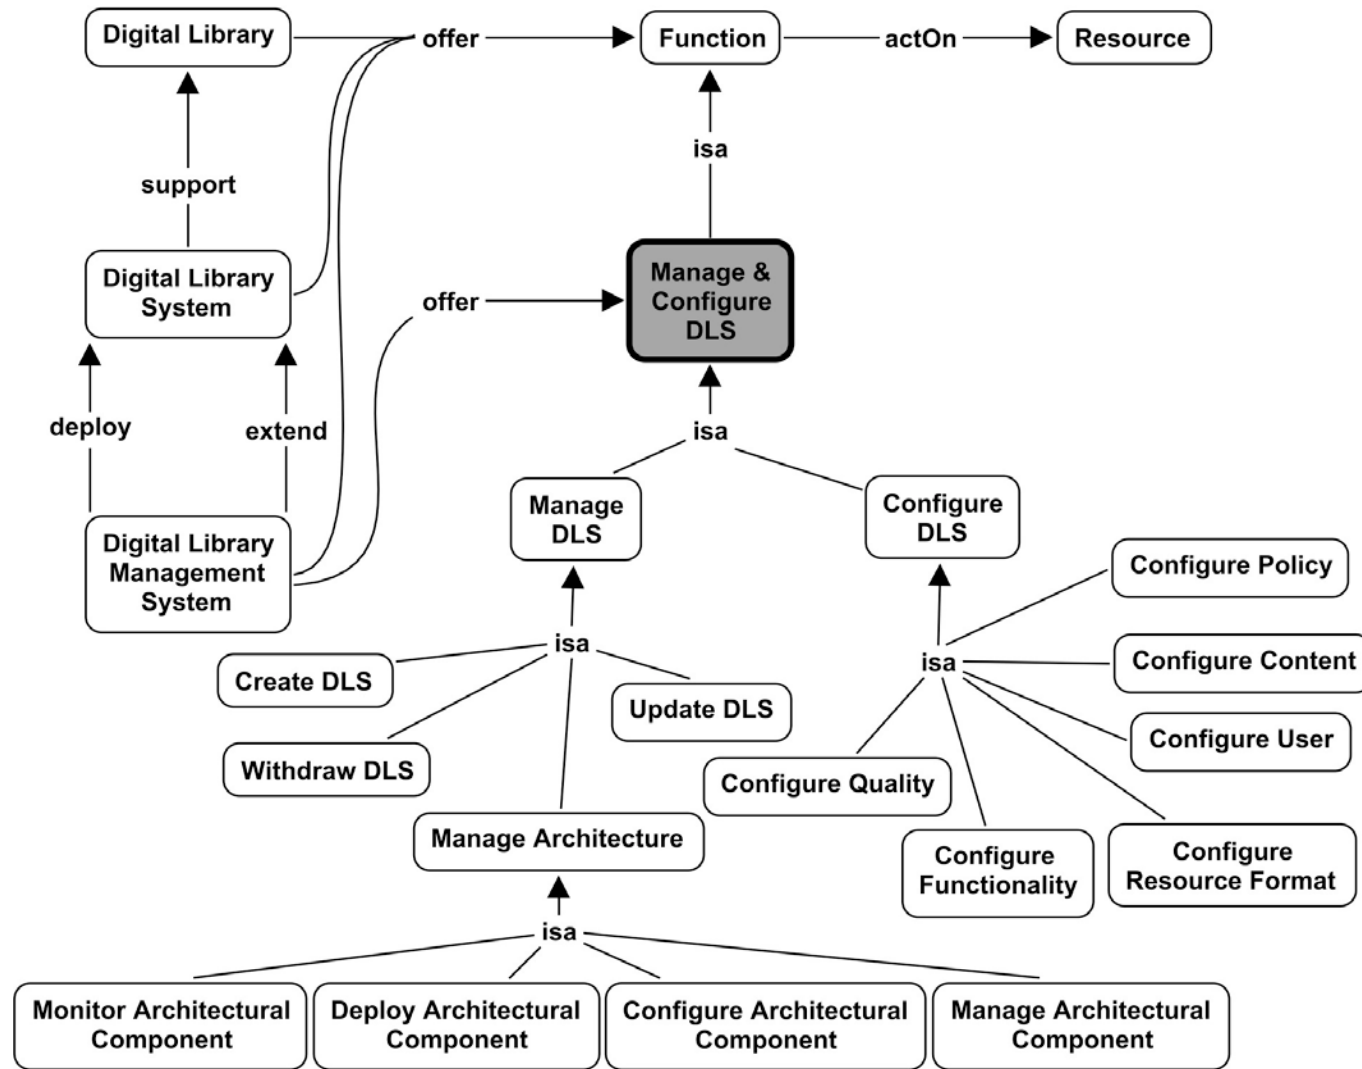 Digital Library
offer
Function
actOn
Resource
isa
support
Digital Library
System
offer
Manage &
Configure
DLS
deploy
extend
isa
Manage
DLS
Configure
DLS
Digital Library
Management
System
Configure Policy
isa
isa
Configure Content
Create DLS
Update DLS
Configure User
Withdraw DLS
Configure Quality
Manage Architecture
Configure
Functionality
Configure
Resource Format
isa
Monitor Architectural
Component
Deploy Architectural
Component
Configure Architectural
Component
Manage Architectural
Component